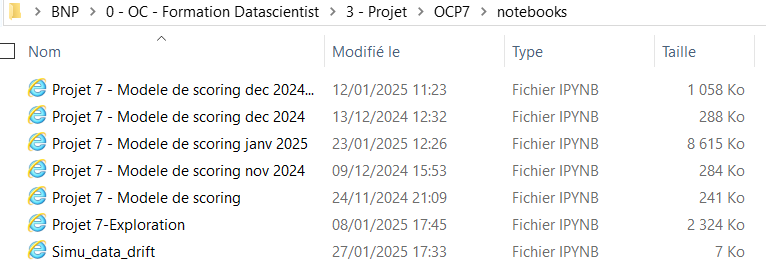 > BNP > 0 - OC - Formation Datascientist > 3 - Projet > OCP7 > notebooks
Nom Modifié le Type Taille
Projet 7 - Modele de scoring dec 2024... 12/01/2025 11:23 Fichier IPYNB 1 058 Ko
Projet 7 - Modele de scoring dec 2024 13/12/2024 12:32 Fichier IPYNB 288 Ko
Projet 7 - Modele de scoring janv 2025 23/01/2025 12:26 Fichier IPYNB 8 615 Ko
Projet 7 - Modele de scoring nov 2024 09/12/2024 15:53 Fichier IPYNB 284 Ko
Projet 7 - Modele de scoring 24/11/2024 21:09 Fichier IPYNB 241 Ko
Projet 7-Exploration 08/01/2025 17:45 Fichier IPYNB 2 324 Ko
Simu_data_drift 27/01/2025 17:33 Fichier IPYNB 7 Ko